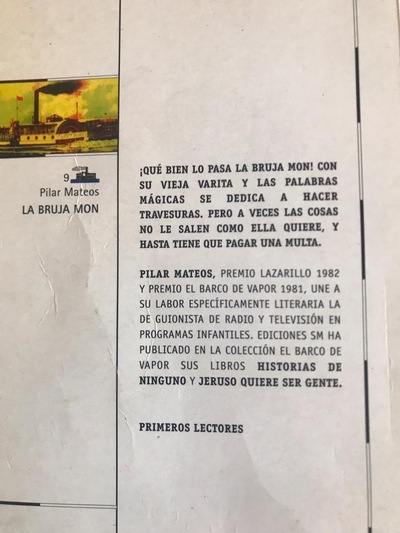 9
Pilar Mateos
LA BRUJA MON
¡QUÉ BIEN LO PASA LA BRUJA MON! CON
SU VIEJA VARITA Y LAS PALABRAS
MÁGICAS SE DEDICA A HACER
TRAVESURAS. PERO A VECES LAS COSAS
NO LE SALEN COMO ELLA QUIERE, Y
HASTA TIENE QUE PAGAR UNA MULTA.
PILAR MATEOS, PREMIO LAZARILLO 1982
Y PREMIO EL BARCO DE VAPOR 1981, UNE A
SU LABOR ESPECÍFICAMENTE LITERARIA LA
DE GUIONISTA DE RADIO Y TELEVISIÓN EN
PROGRAMAS INFANTILES. EDICIONES SM HA
PUBLICADO EN LA COLECCIÓN EL BARCO DE
VAPOR SUS LIBROS HISTORIAS DE
NINGUNO Y JERUSO QUIERE SER GENTE.
PRIMEROS LECTORES